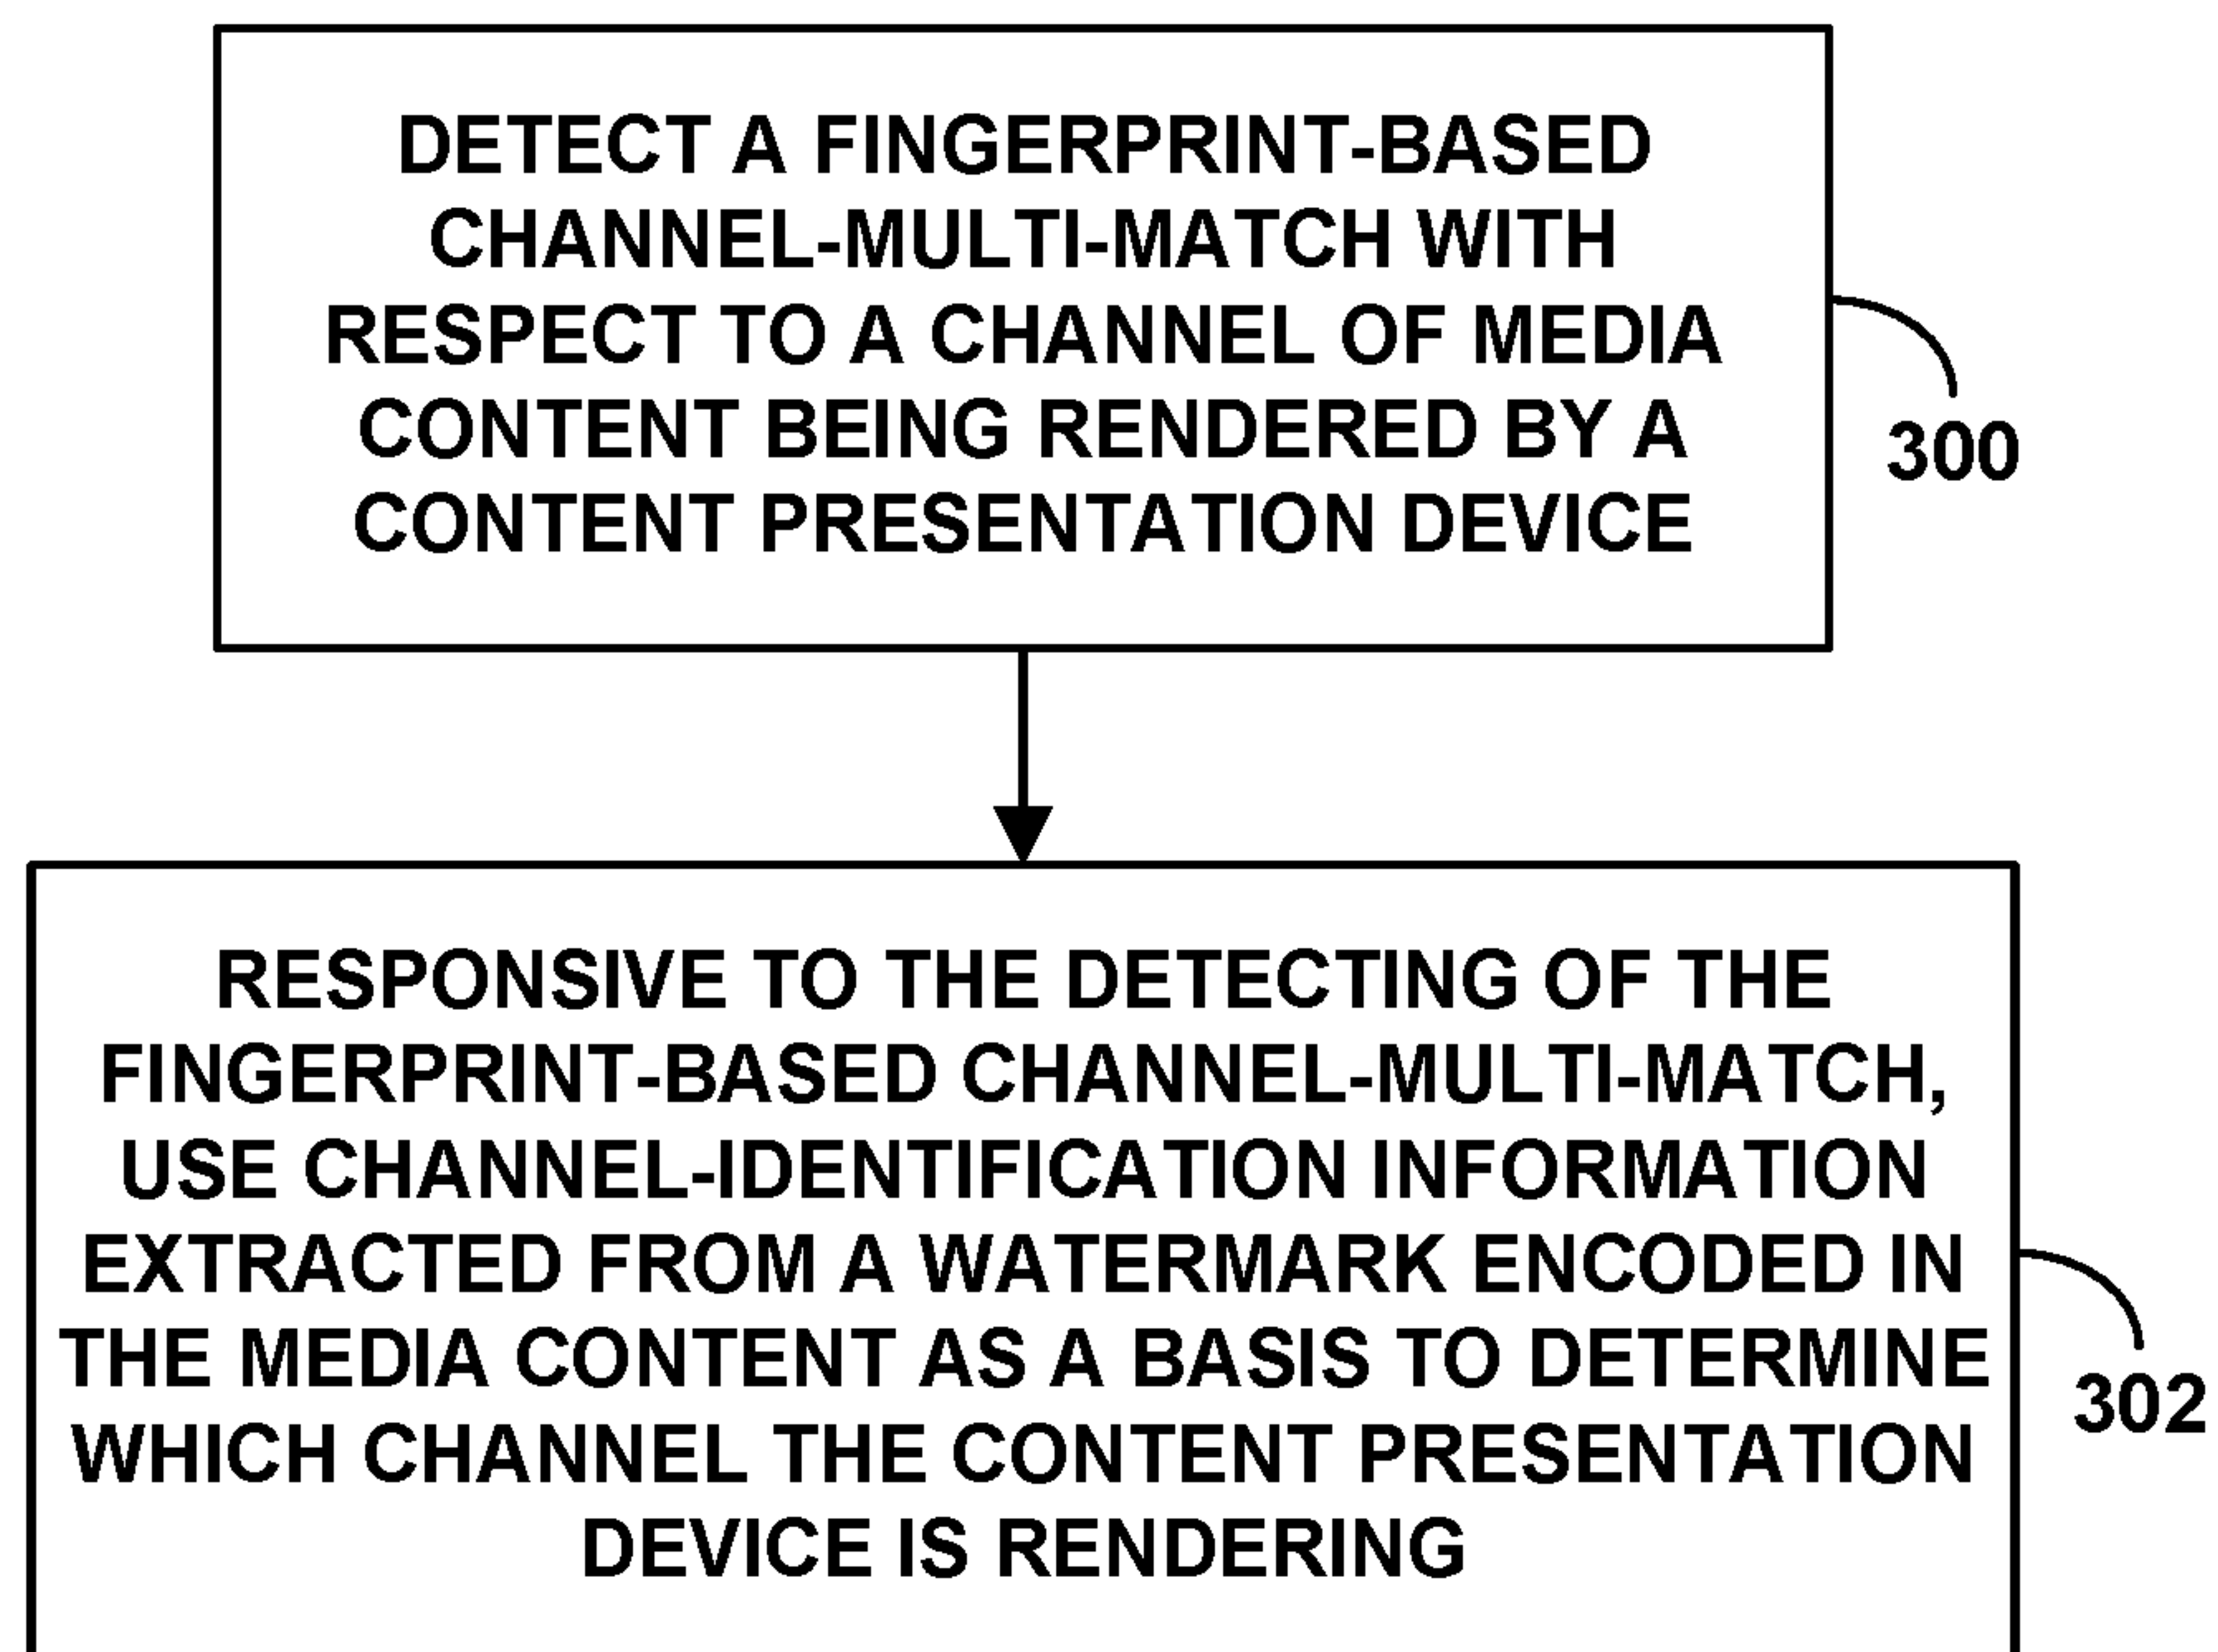 DETECT A FINGERPRINT-BASED
CHANNEL-MULTI-MATCH WITH
RESPECT TO A CHANNEL OF MEDIA
CONTENT BEING RENDERED BY A
CONTENT PRESENTATION DEVICE
300
RESPONSIVE TO THE DETECTING OF THE
FINGERPRINT-BASED CHANNEL-MULTI-MATCH,
USE CHANNEL-IDENTIFICATION INFORMATION
EXTRACTED FROM A WATERMARK ENCODED IN
THE MEDIA CONTENT AS A BASIS TO DETERMINE
WHICH CHANNEL THE CONTENT PRESENTATION
DEVICE IS RENDERING
302